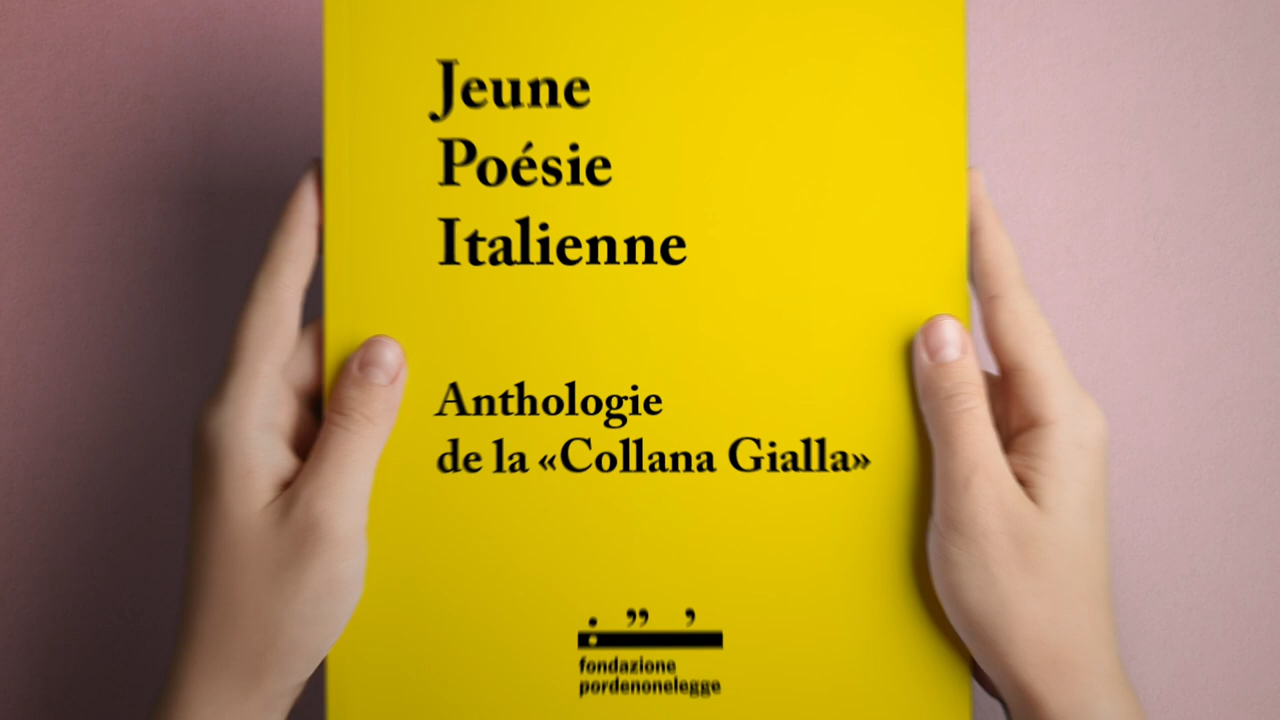 Jeune
Poésie
Italienne
Anthologie
de la «Collana Gialla»
fondazione
pordenonelegge